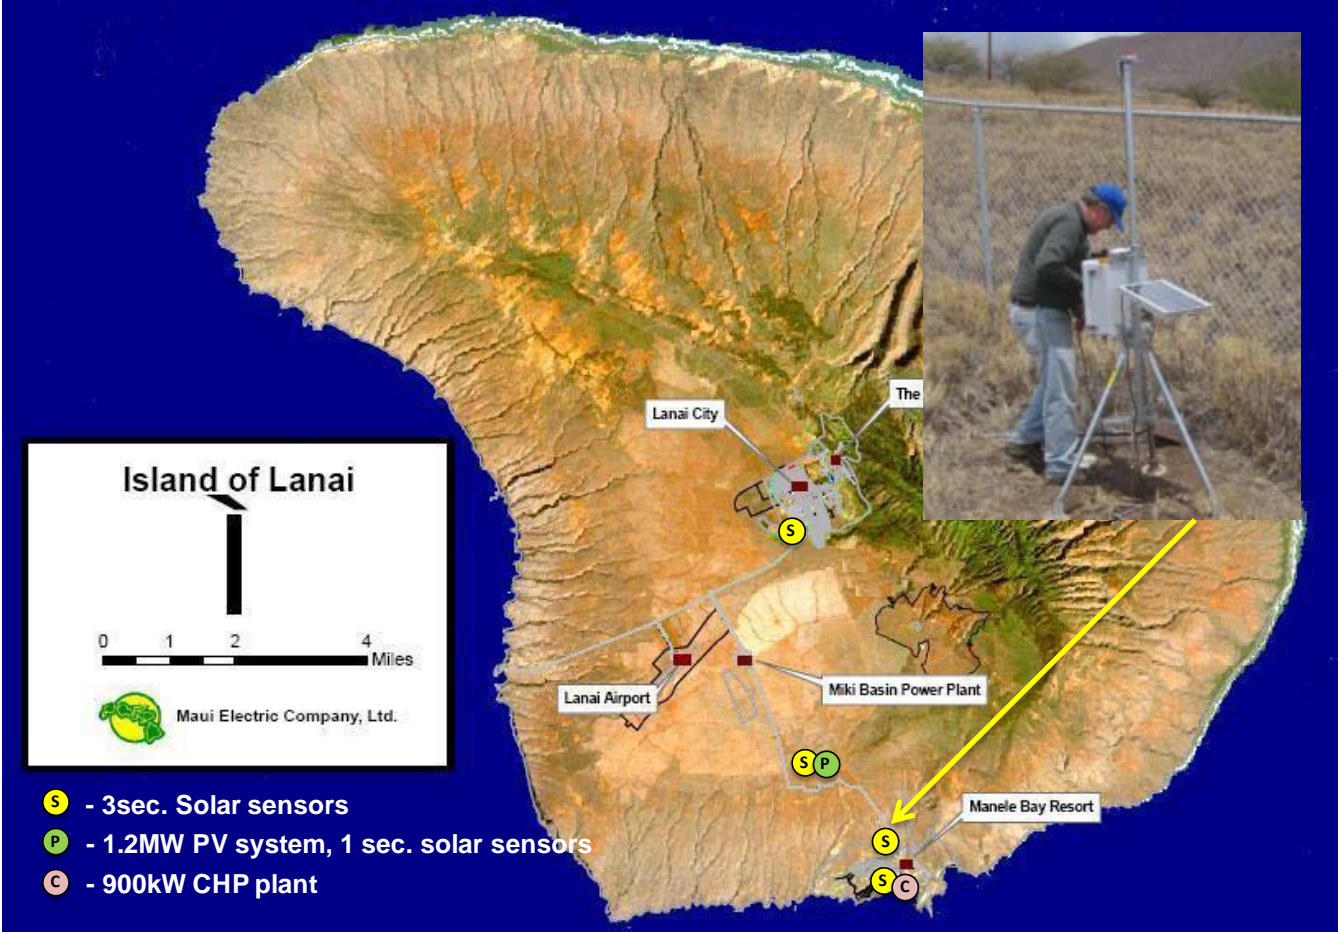 The
Lanai City
Island of Lanai
0 1 2 4
Miles
Maui Electric Company, Ltd.
S
Lanai Airport
Miki Basin Power Plant
S P
Manele Bay Resort
S
S C
S - 3sec. Solar sensors
P - 1.2MW PV system, 1 sec. solar sensors
C - 900kW CHP plant